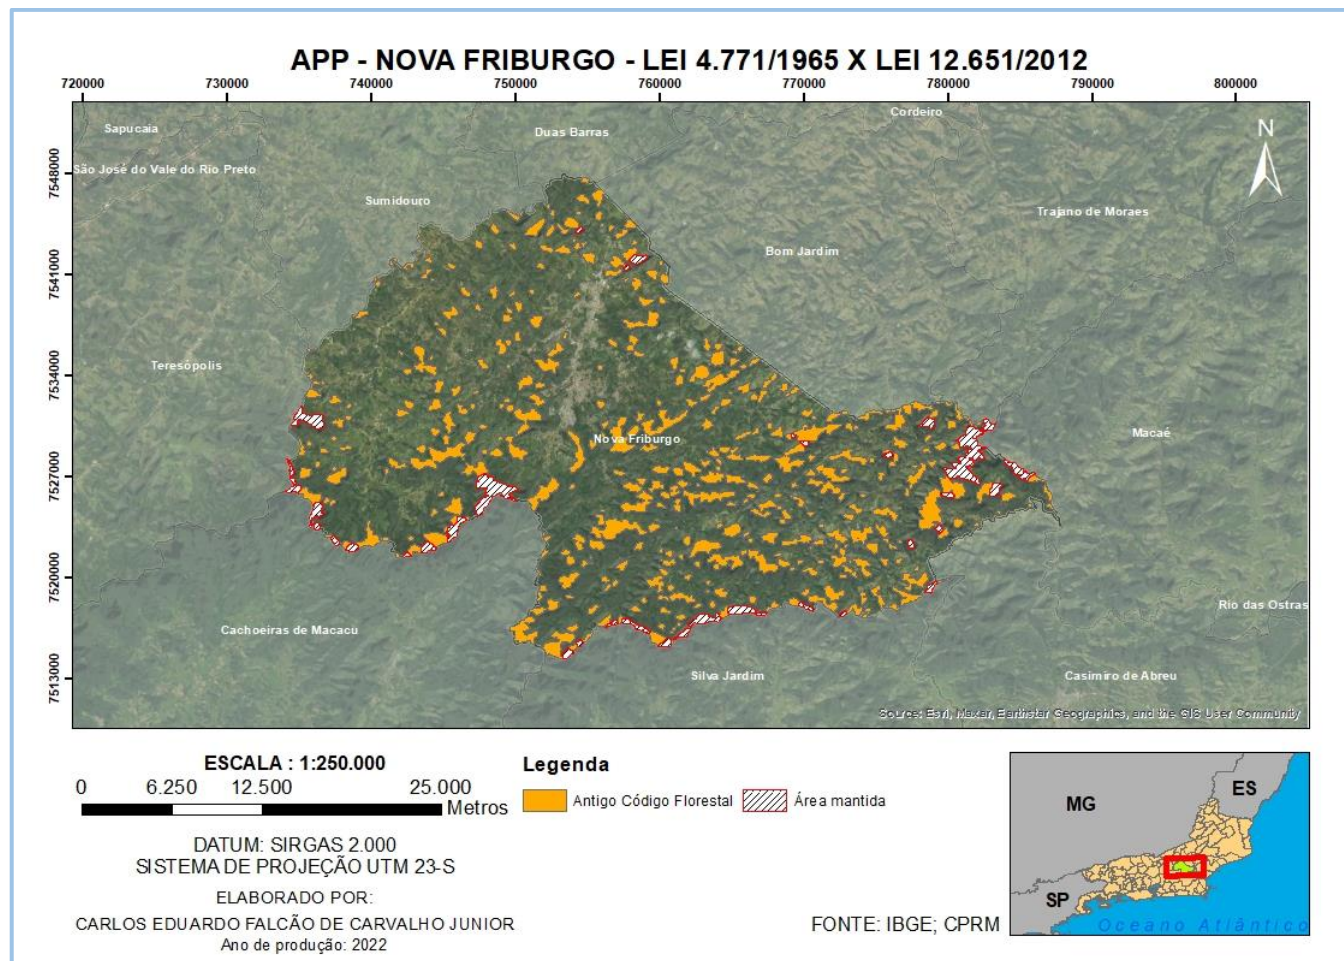 APP - NOVA FRIBURGO - LEI 4.771/1965 X LEI 12.651/2012
720000 730000 740000 750000 760000 770000 780000 790000 800000
7548000
7541000
7534000
7527000
7520000
7513000
Sapucaia
Duas Barras
Cordeiro
N
São José do Vale do Rio Preto
Sumidouro
Trajano de Moraes
Bom Jardim
Teresópolis
Nova Friburgo
Macaé
Rio das Ostras
Cachoeiras de Macacu
Silva Jardim
Casimiro de Abreu
Source: Esri, Maxar, Earthstar Geographics, and the GIS User Community
ESCALA : 1:250.000
0 6.250 12.500 25.000
Metros
DATUM: SIRGAS 2.000
SISTEMA DE PROJEÇÃO UTM 23-S
ELABORADO POR:
CARLOS EDUARDO FALCÃO DE CARVALHO JUNIOR
Ano de produção: 2022
Legenda
Antigo Código Florestal Área mantida
FONTE: IBGE; CPRM
MG
ES
SP
Oceano Atlântico